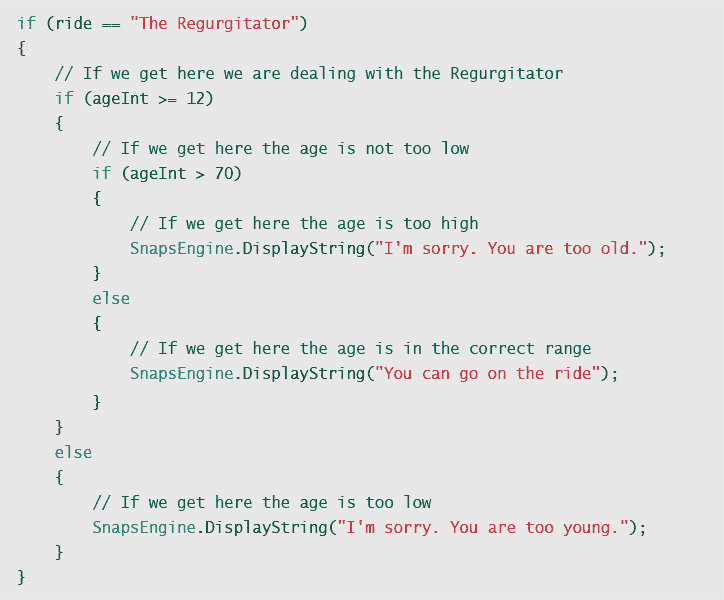 if (ride == "The Regurgitator")
{
    // If we get here we are dealing with the Regurgitator
    if (ageInt >= 12)
    {
        // If we get here the age is not too low
        if (ageInt > 70)
        {
            // If we get here the age is too high
            SnapsEngine.DisplayString("I'm sorry. You are too old.");
        }
        else
        {
            // If we get here the age is in the correct range
            SnapsEngine.DisplayString("You can go on the ride");
        }
    }
    else
    {
        // If we get here the age is too low
        SnapsEngine.DisplayString("I'm sorry. You are too young.");
    }
}